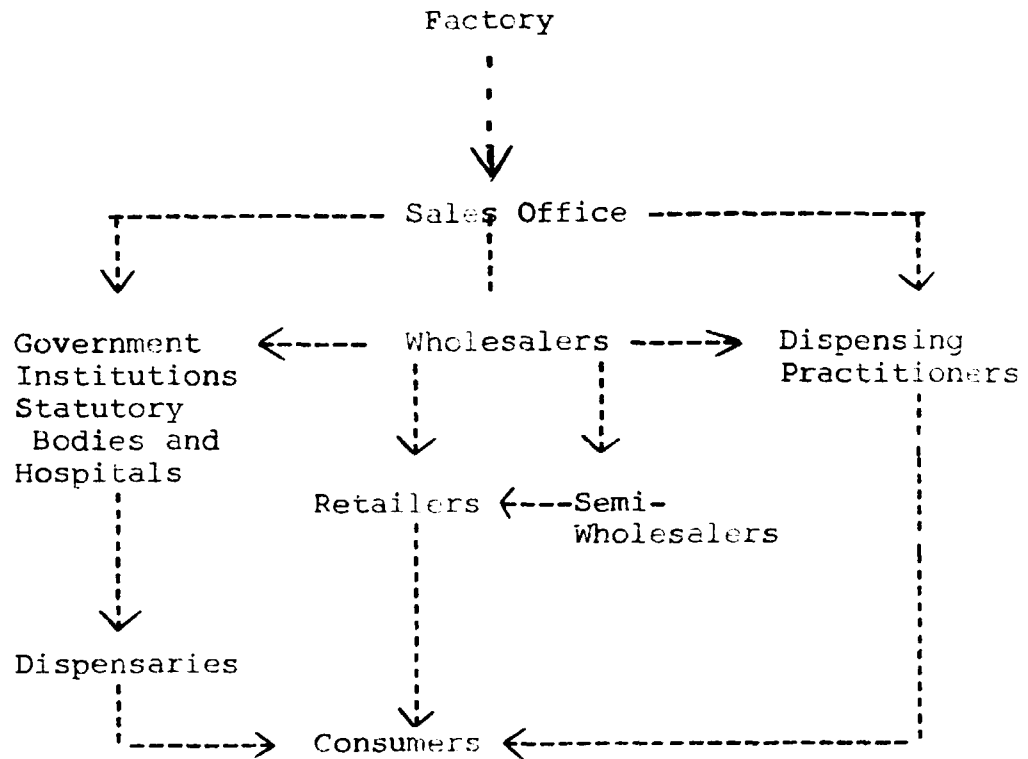 Factory
Sales Office
Government
Institutions
Statutory
Bodies and
Hospitals
Wholesalers
Dispensing
Practitioners
Retailers
Semi-
Wholesalers
Dispensaries
Consumers